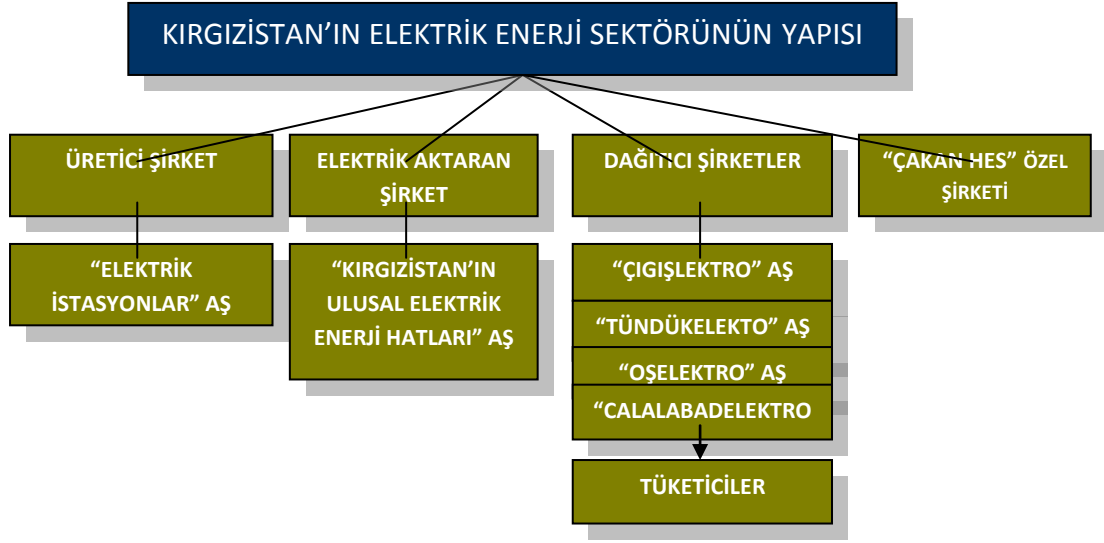 KIRGIZİSTAN’IN ELEKTRİK ENERJİ SEKTÖRÜNÜN YAPISI
ÜRETİCİ ŞİRKET
ELEKTRİK AKTARAN
ŞİRKET
DAĞITICI ŞİRKETLER
“ÇAKAN HES” ÖZEL
ŞİRKETİ
“ELEKTRİK
İSTASYONLAR” AŞ
“KIRGIZİSTAN’IN
ULUSAL ELEKTRİK
ENERJİ HATLARI” AŞ
“ÇIGIŞLEKTRO” AŞ
“TÜNDÜKELEKTO” AŞ
“OŞELEKTRO” AŞ
“CALALABADELEKTRO
TÜKETİCİLER